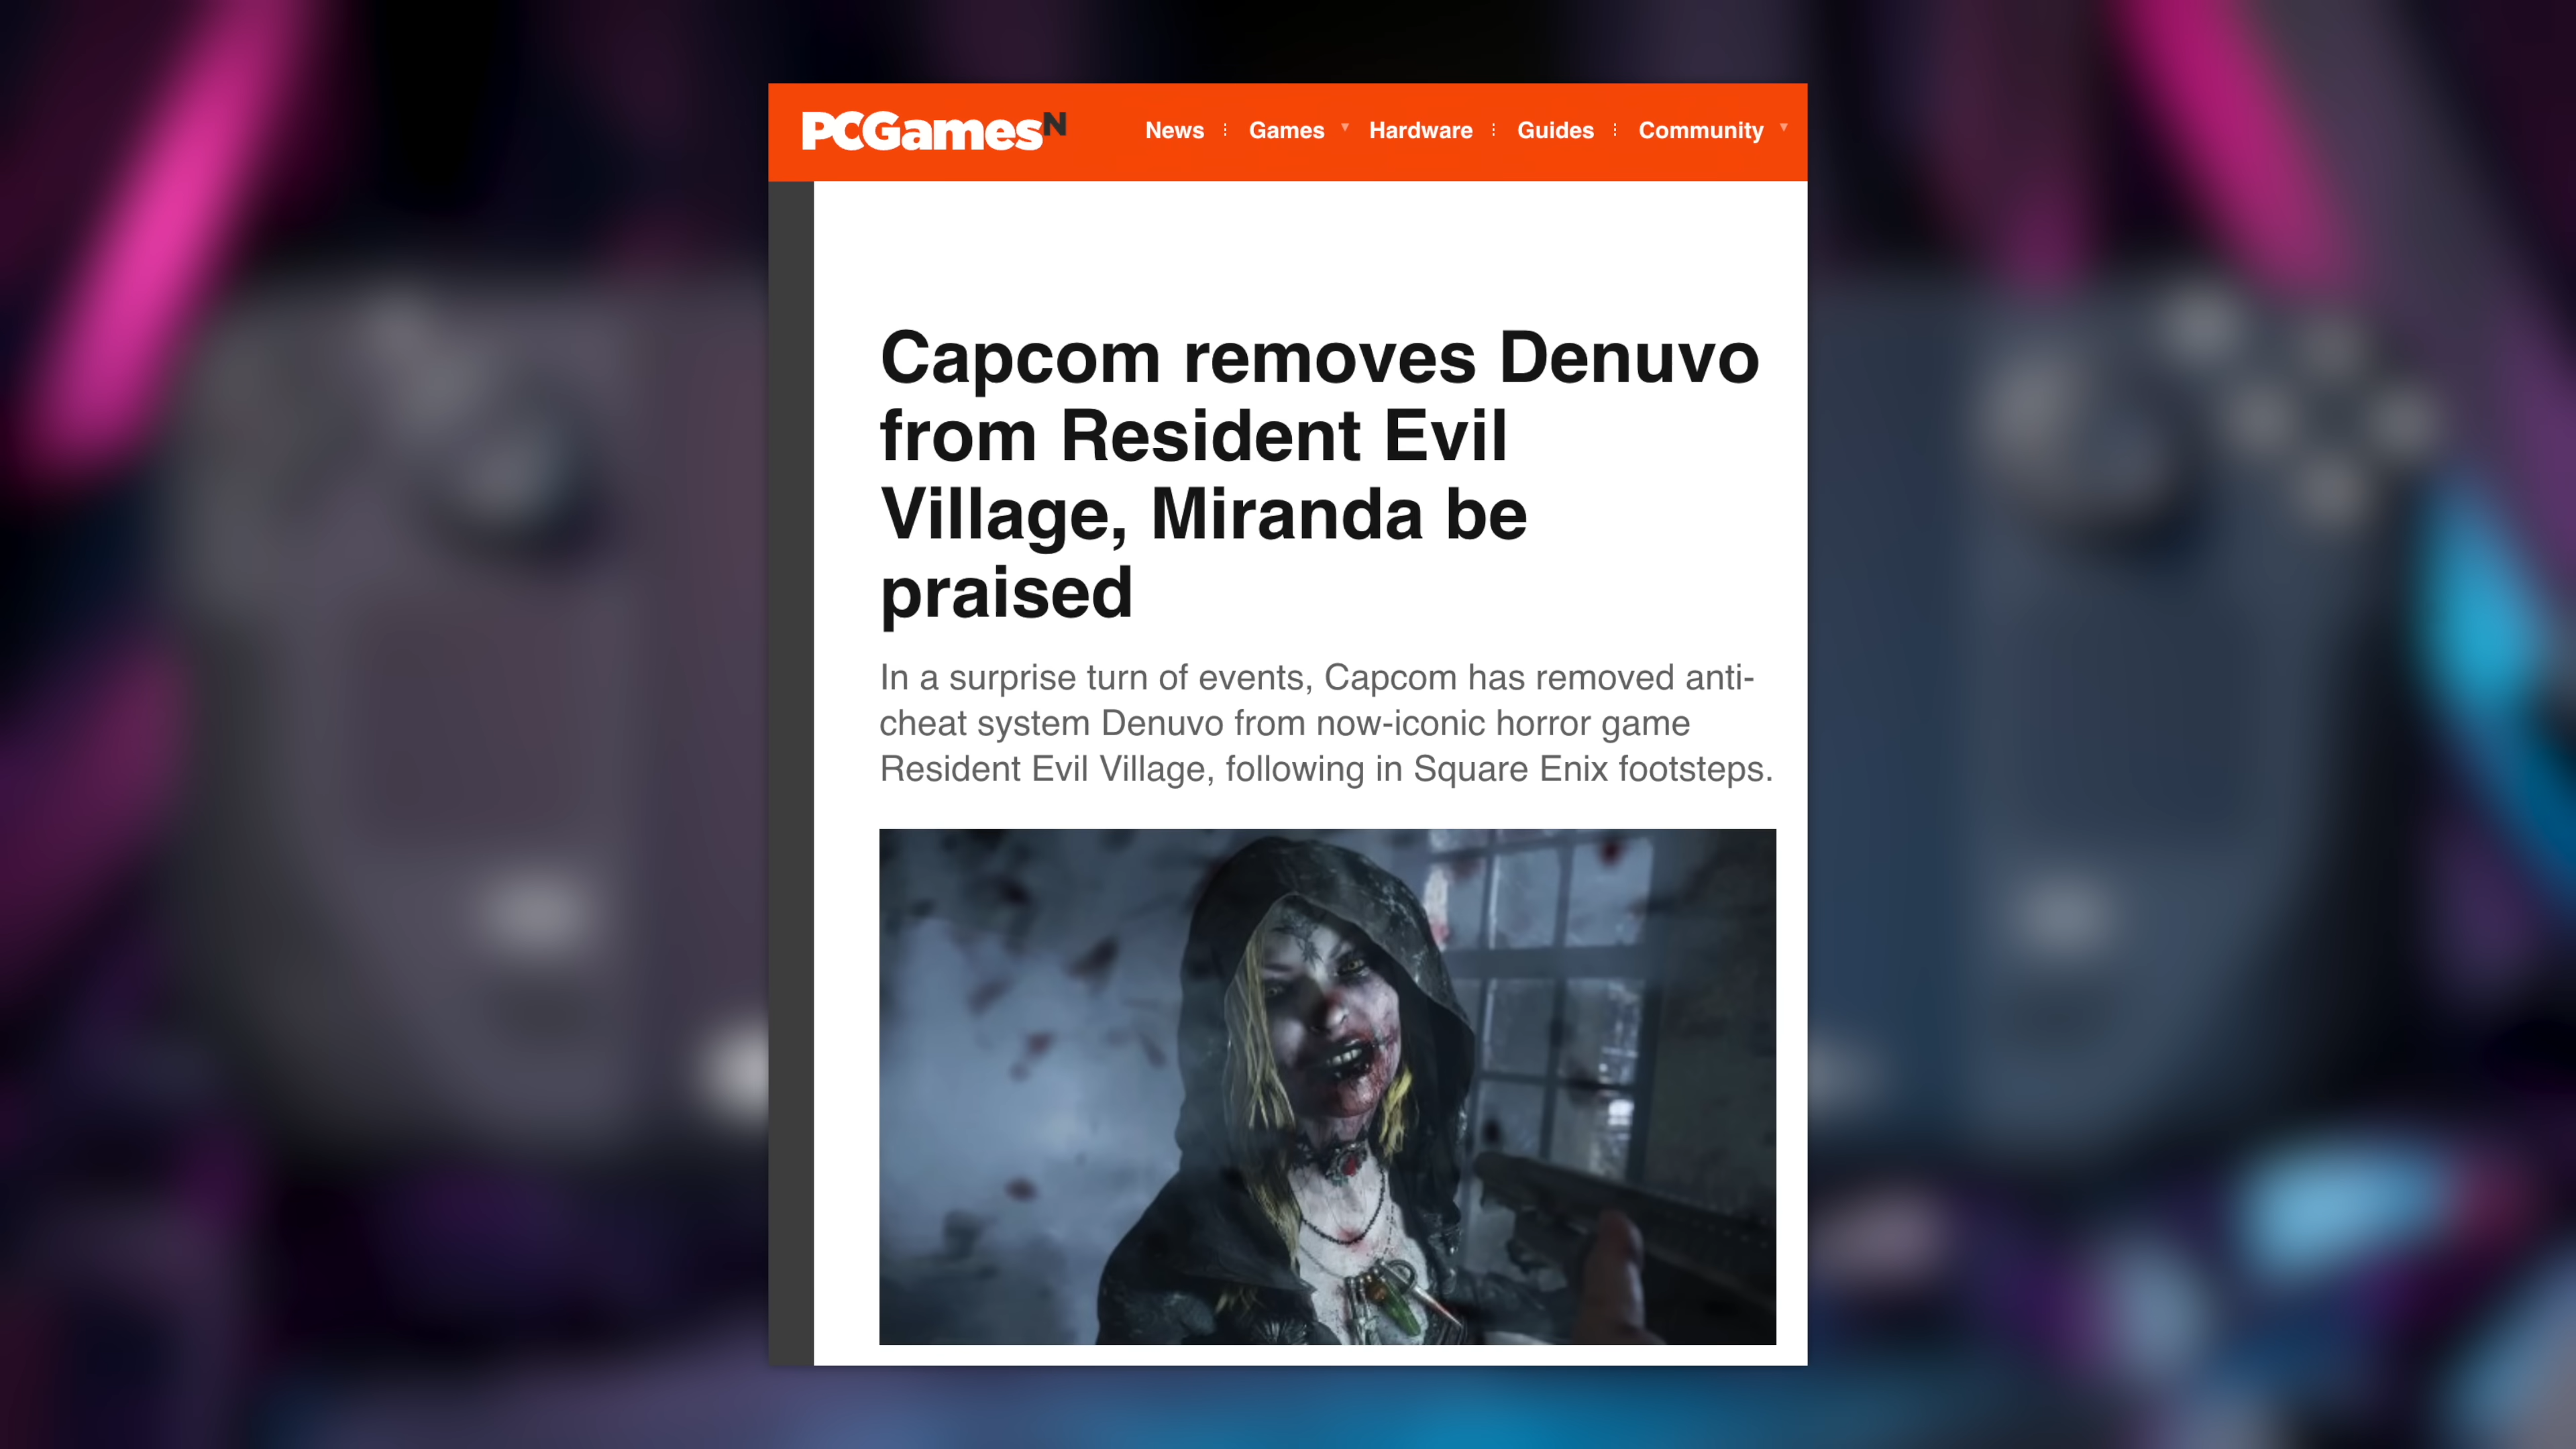 PCGamesN
News
Games
Hardware
Guides
Community
Capcom removes Denuvo
from Resident Evil
Village, Miranda be
praised
In a surprise turn of events, Capcom has removed anti-
cheat system Denuvo from now-iconic horror game
Resident Evil Village, following in Square Enix footsteps.